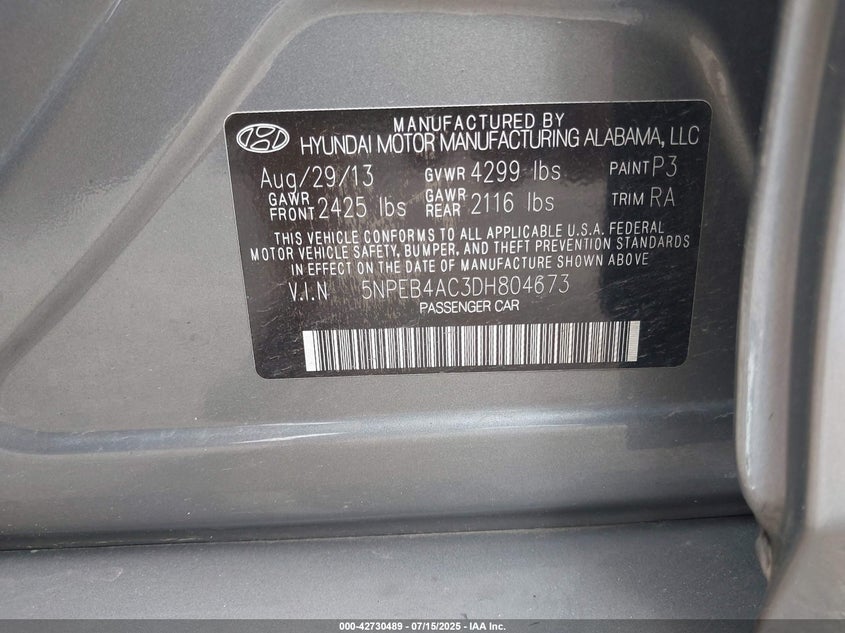 MANUFACTURED BY
HYUNDAI MOTOR MANUFACTURING ALABAMA, LLC
Aug/29/13 GVWR 4299 lbs PAINT P3
GAWR FRONT 2425 lbs GAWR REAR 2116 lbs TRIM RA
THIS VEHICLE CONFORMS TO ALL APPLICABLE U.S.A. FEDERAL
MOTOR VEHICLE SAFETY, BUMPER, AND THEFT PREVENTION STANDARDS
IN EFFECT ON THE DATE OF MANUFACTURE SHOWN ABOVE.
V.I.N 5NPEB4AC3DH804673
PASSENGER CAR
000-42730489 - 07/15/2025 - IAA Inc.